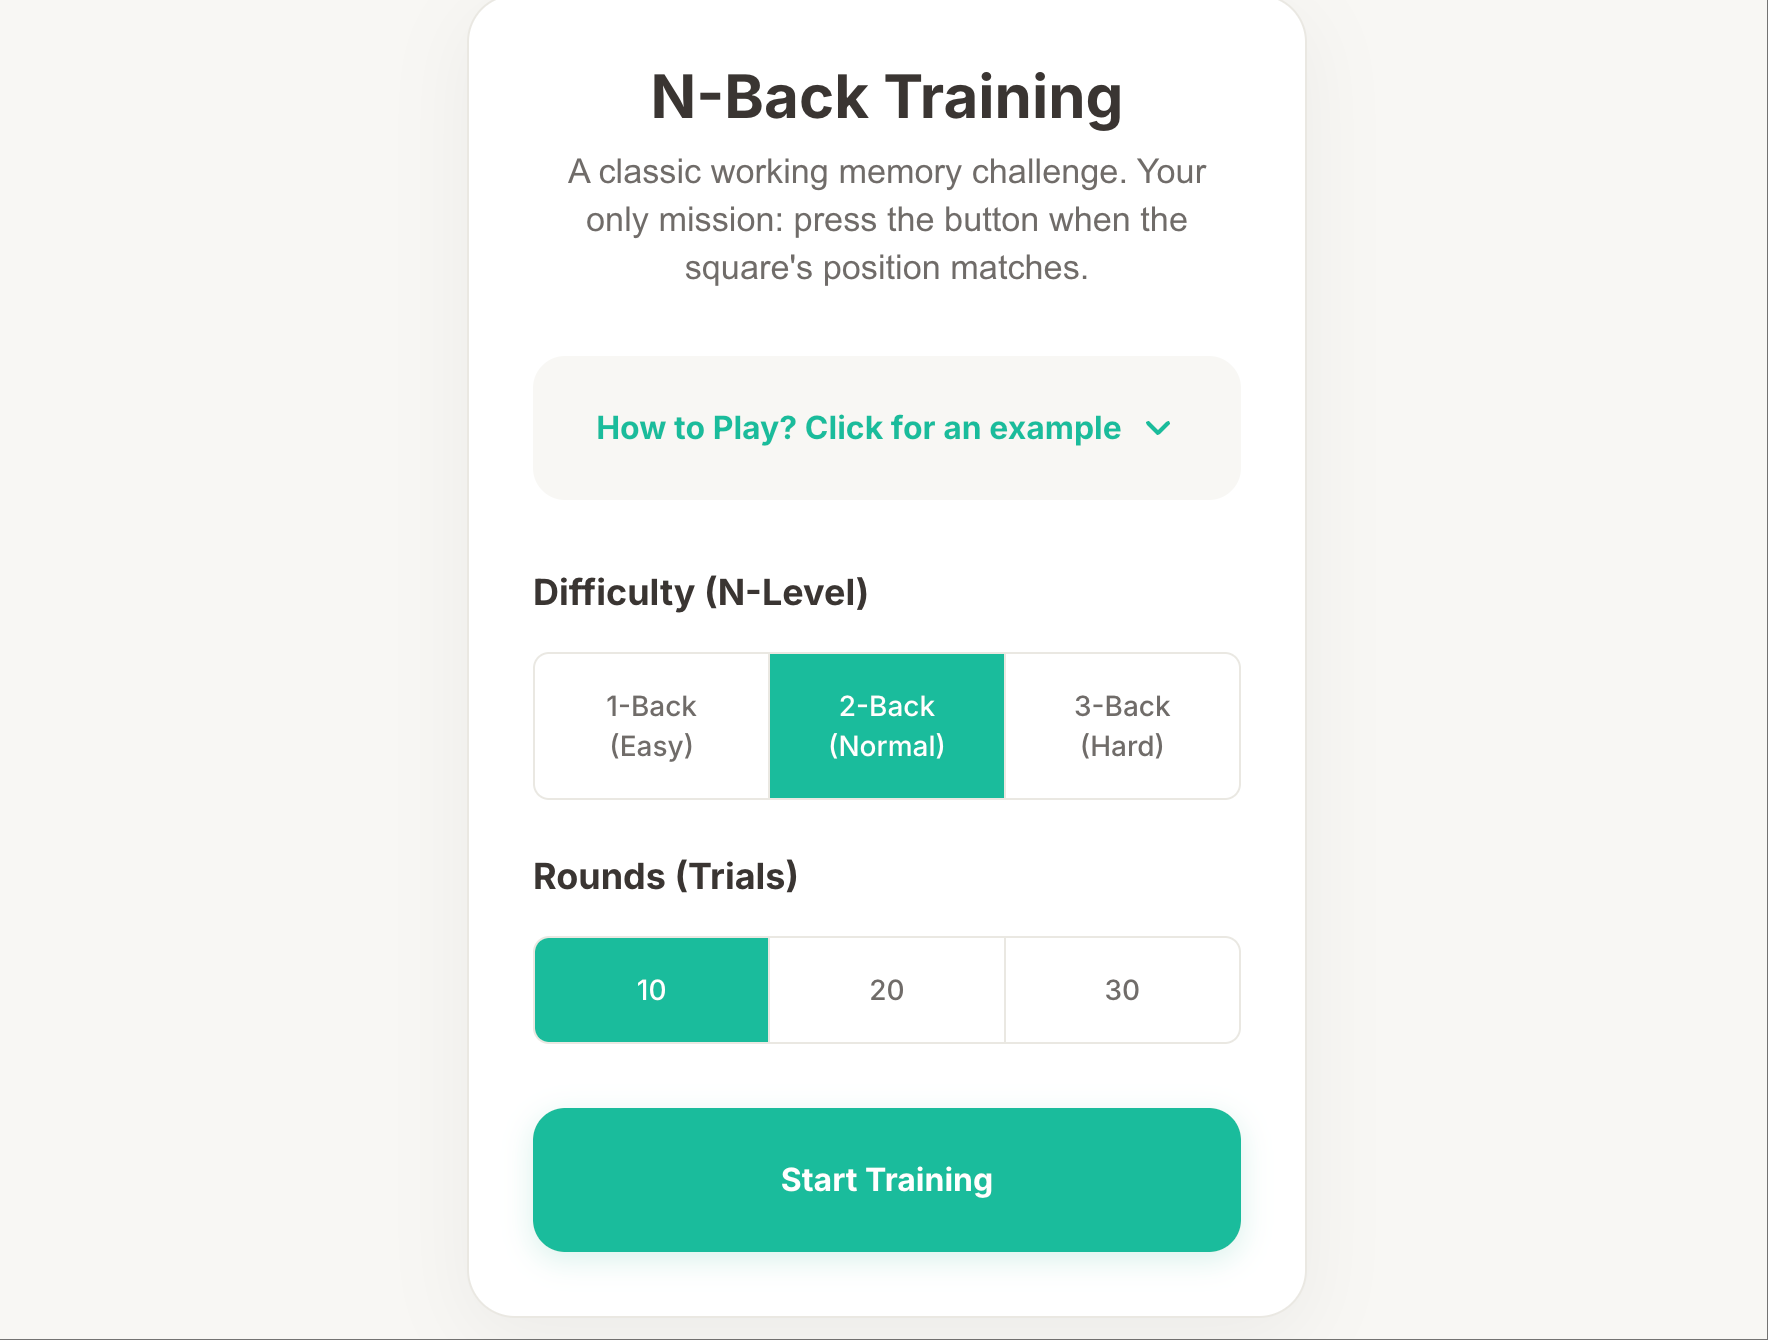 N-Back Training
A classic working memory challenge. Your
only mission: press the button when the
square's position matches.
How to Play? Click for an example
Difficulty (N-Level)
1-Back
(Easy)
2-Back
(Normal)
3-Back
(Hard)
Rounds (Trials)
10
20
30
Start Training